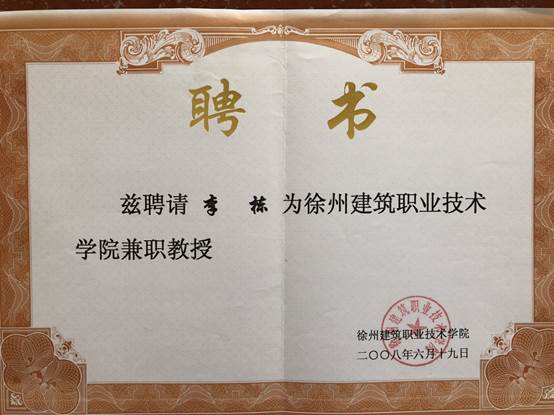 聘 书
兹聘请 李 栋 为徐州建筑职业技术
学院兼职教授
徐州建筑职业技术学院
二〇〇八年六月十九日